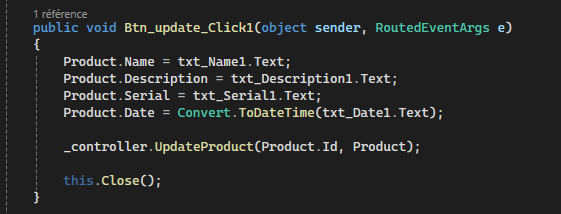 1 référence
public void Btn_update_Click1(object sender, RoutedEventArgs e)
{
Product.Name = txt_Name1.Text;
Product.Description = txt_Description1.Text;
Product.Serial = txt_Serial1.Text;
Product.Date = Convert.ToDateTime(txt_Date1.Text);
_controller.UpdateProduct(Product.Id, Product);
this.Close();
}